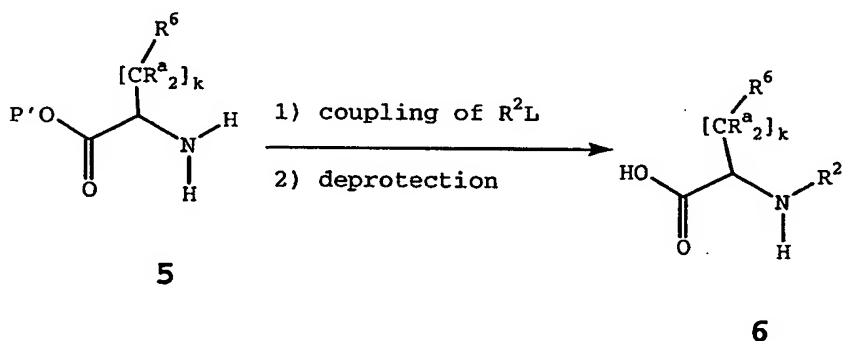 R⁶
[CRᵃ₂]ₖ
P'O
H
N
O
H
5
1) coupling of R²L
2) deprotection
R⁶
[CRᵃ₂]ₖ
HO
R²
N
O
H
6